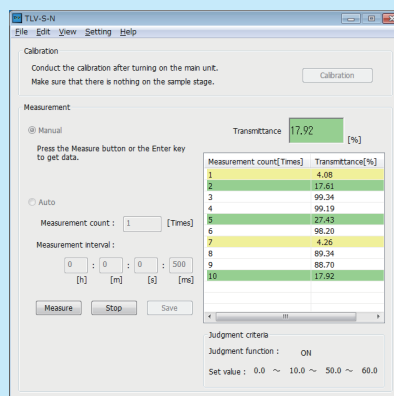 TLV-S-N
File Edit View Setting Help
Calibration
Conduct the calibration after turning on the main unit.
Make sure that there is nothing on the sample stage.
Calibration
Measurement
Manual
Transmittance 17.92 [%]
Press the Measure button or the Enter key
to get data.
Measurement count[Times] Transmittance[%]
1 4.08
2 17.61
3 99.34
4 99.19
5 27.43
6 98.20
7 4.26
8 89.34
9 88.70
10 17.92
Auto
Measurement count : 1 [Times]
Measurement interval :
0 : 0 : 0 : 500
[h] [m] [s] [ms]
Measure Stop Save
Judgment criteria
Judgment function : ON
Set value : 0.0 ~ 10.0 ~ 50.0 ~ 60.0